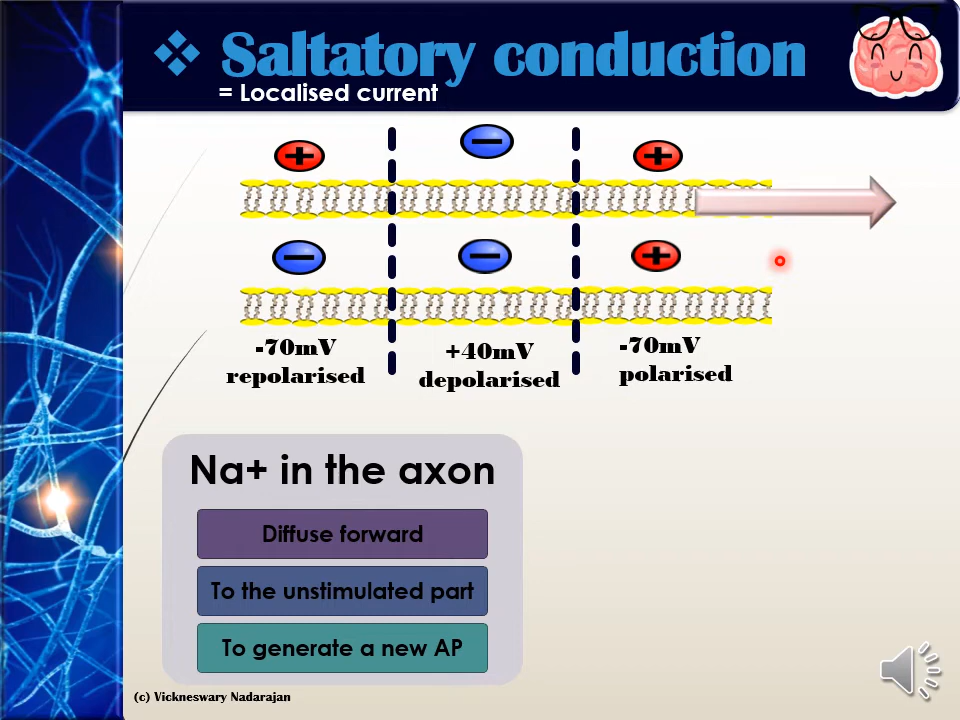 ❖ Saltatory conduction
= Localised current
-70mV
repolarised
+40mV
depolarised
-70mV
polarised
Na+ in the axon
Diffuse forward
To the unstimulated part
To generate a new AP
(c) Vickneswary Nadarajan